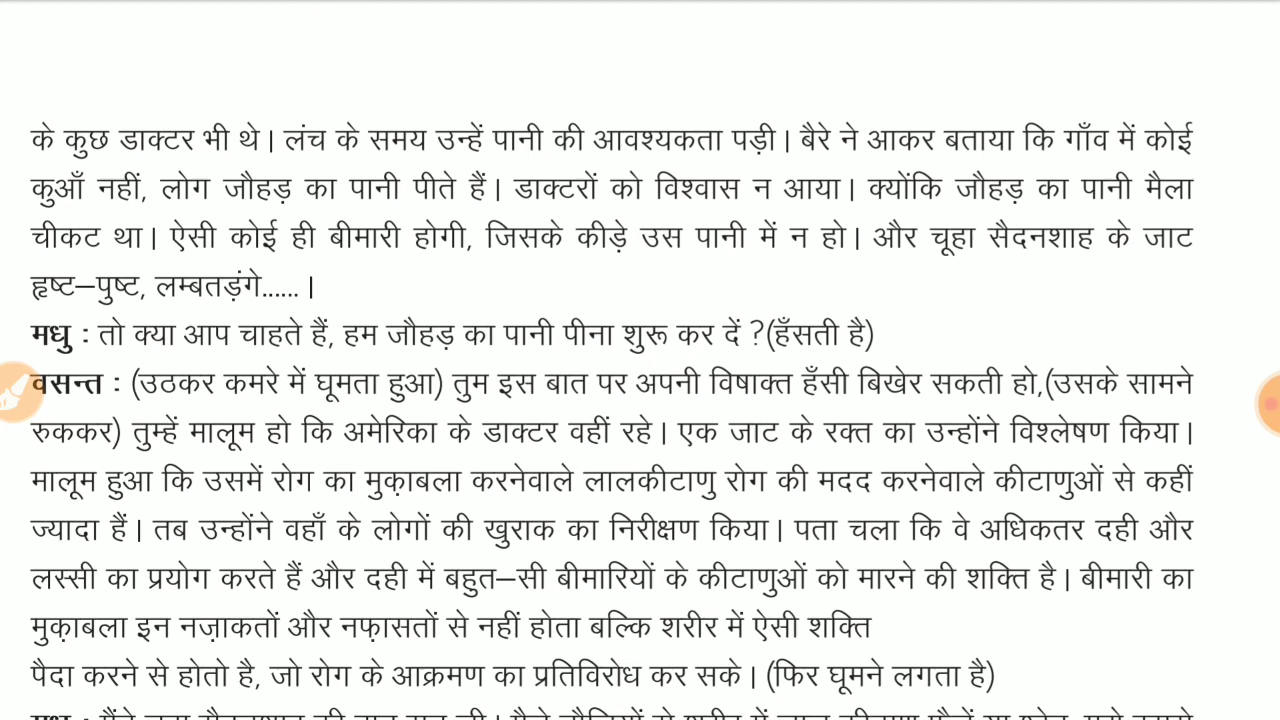 के कुछ डाक्टर भी थे। लंच के समय उन्हें पानी की आवश्यकता पड़ी। बैरे ने आकर बताया कि गाँव में कोई
कुआँ नहीं, लोग जौहड़ का पानी पीते हैं। डाक्टरों को विश्वास न आया। क्योंकि जौहड़ का पानी मैला
चीकट था। ऐसी कोई ही बीमारी होगी, जिसके कीड़े उस पानी में न हो। और चूहा सैदनशाह के जाट
हृष्ट–पुष्ट, लम्बतड़ंगे......।
मधु : तो क्या आप चाहते हैं, हम जौहड़ का पानी पीना शुरू कर दें ?(हँसती है)
वसन्त : (उठकर कमरे में घूमता हुआ) तुम इस बात पर अपनी विषाक्त हँसी बिखेर सकती हो,(उसके सामने
रुककर) तुम्हें मालूम हो कि अमेरिका के डाक्टर वहीं रहे। एक जाट के रक्त का उन्होंने विश्लेषण किया।
मालूम हुआ कि उसमें रोग का मुक़ाबला करनेवाले लालकीटाणु रोग की मदद करनेवाले कीटाणुओं से कहीं
ज्यादा हैं। तब उन्होंने वहाँ के लोगों की खुराक का निरीक्षण किया। पता चला कि वे अधिकतर दही और
लस्सी का प्रयोग करते हैं और दही में बहुत–सी बीमारियों के कीटाणुओं को मारने की शक्ति है। बीमारी का
मुक़ाबला इन नज़ाकतों और नफ़ासतों से नहीं होता बल्कि शरीर में ऐसी शक्ति
पैदा करने से होतो है, जो रोग के आक्रमण का प्रतिविरोध कर सके। (फिर घूमने लगता है)